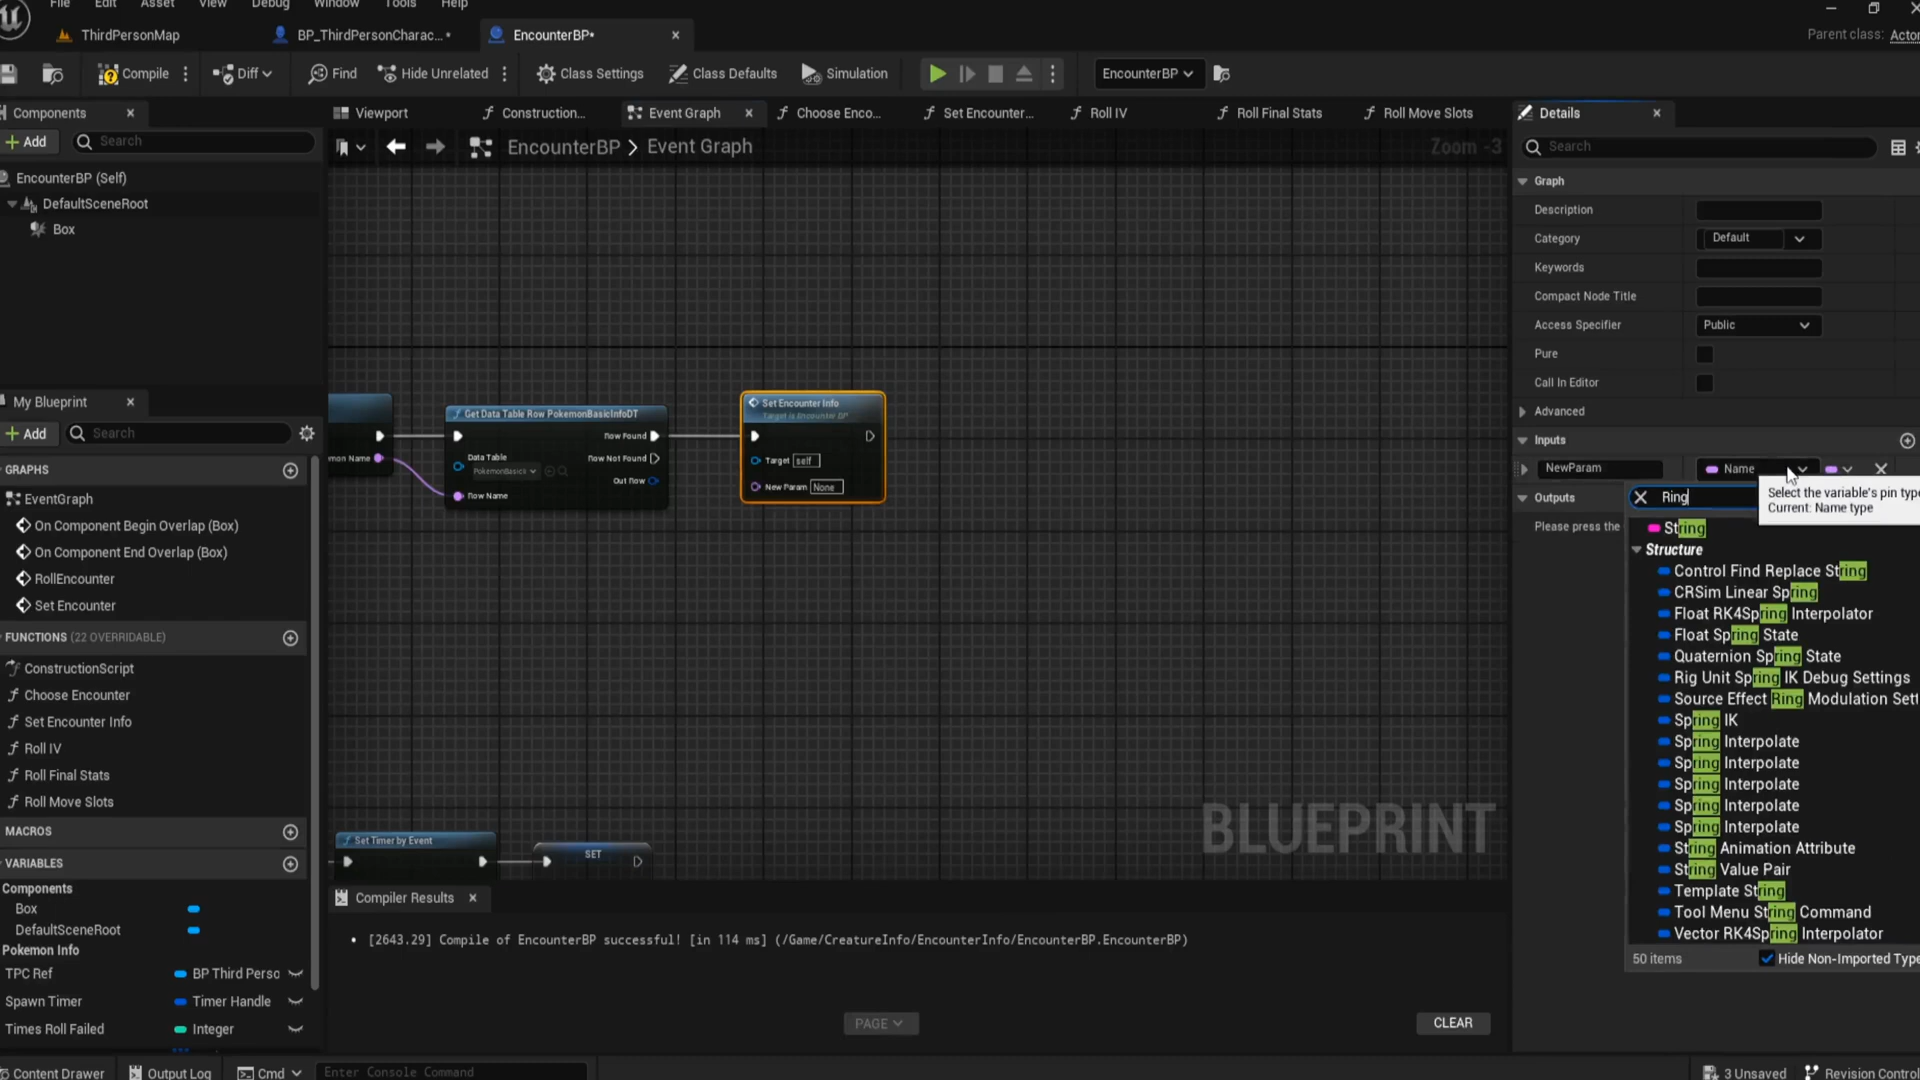 File Edit Asset View Debug Window Tools Help
ThirdPersonMap
BP_ThirdPersonCharac...*
EncounterBP*
Parent class: Actor
Compile
Diff
Find
Hide Unrelated
Class Settings
Class Defaults
Simulation
EncounterBP
Components
Viewport
Construction...
Event Graph
Choose Enco...
Set Encounter...
Roll IV
Roll Final Stats
Roll Move Slots
Details
Add
Search
EncounterBP > Event Graph
Zoom -3
Search
EncounterBP (Self)
DefaultSceneRoot
Box
Graph
Description
Category
Default
Keywords
Compact Node Title
Access Specifier
Public
Pure
Call In Editor
Advanced
Inputs
NewParam
Name
Outputs
Please press the
Ring
Select the variable's pin type
Current: Name type
String
Structure
Control Find Replace String
CRSim Linear Spring
Float RK4Spring Interpolator
Float Spring State
Quaternion Spring State
Rig Unit Spring IK Debug Settings
Source Effect Ring Modulation Sett
Spring IK
Spring Interpolate
Spring Interpolate
Spring Interpolate
Spring Interpolate
Spring Interpolate
String Animation Attribute
String Value Pair
Template String
Tool Menu String Command
Vector RK4Spring Interpolator
50 items
Hide Non-Imported Type
My Blueprint
Add
Search
GRAPHS
EventGraph
On Component Begin Overlap (Box)
On Component End Overlap (Box)
RollEncounter
Set Encounter
FUNCTIONS (22 OVERRIDABLE)
ConstructionScript
Choose Encounter
Set Encounter Info
Roll IV
Roll Final Stats
Roll Move Slots
MACROS
VARIABLES
Components
Box
DefaultSceneRoot
Pokemon Info
TPC Ref
BP Third Perso
Spawn Timer
Timer Handle
Times Roll Failed
Integer
mon Name
Get Data Table Row PokemonBasicInfoDT
Row Found
Data Table
PokemonBasicI
Row Not Found
Out Row
Row Name
Set Encounter Info
Target is Encounter BP
Target
self
New Param
None
Set Timer by Event
SET
BLUEPRINT
Compiler Results
[2643.29] Compile of EncounterBP successful! [in 114 ms] (/Game/CreatureInfo/EncounterInfo/EncounterBP.EncounterBP)
PAGE
CLEAR
Content Drawer
Output Log
Cmd
Enter Console Command
3 Unsaved
Revision Control